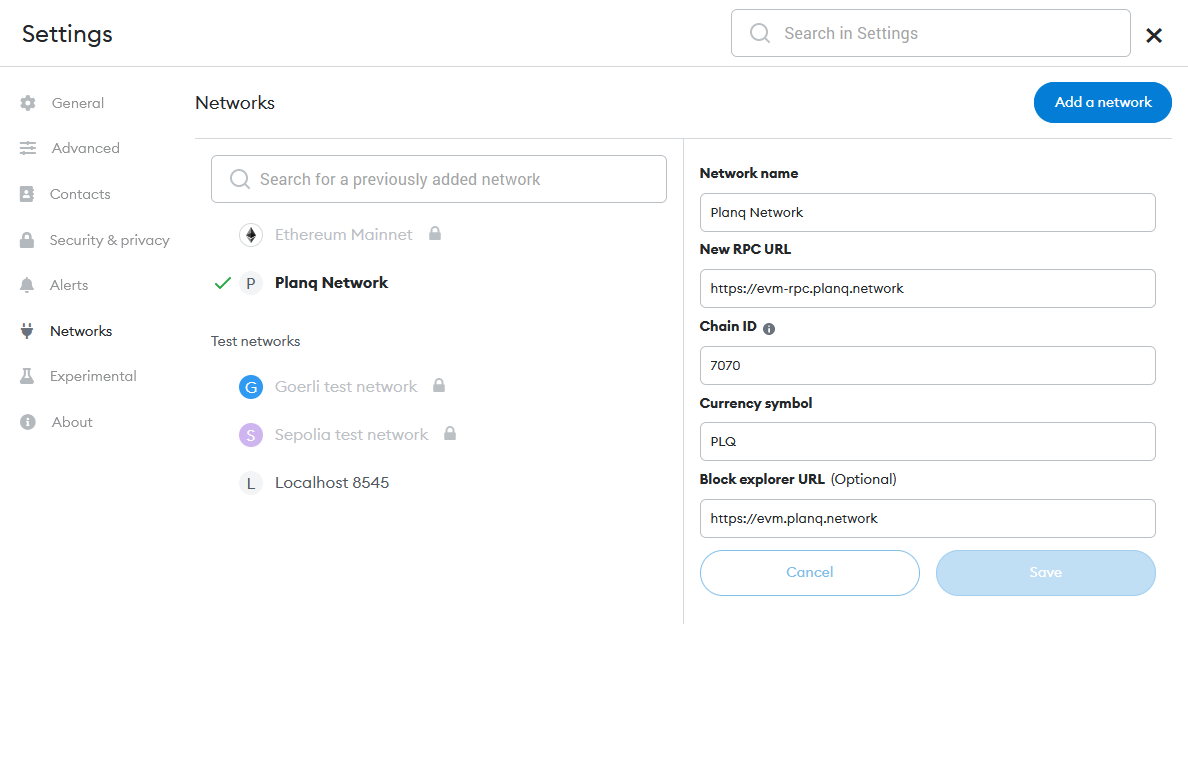 Settings
Search in Settings
General
Advanced
Contacts
Security & privacy
Alerts
Networks
Experimental
About
Networks
Add a network
Search for a previously added network
Ethereum Mainnet
P Planq Network
Test networks
G Goerli test network
S Sepolia test network
L Localhost 8545
Network name
Planq Network
New RPC URL
https://evm-rpc.planq.network
Chain ID
7070
Currency symbol
PLQ
Block explorer URL (Optional)
https://evm.planq.network
Cancel
Save